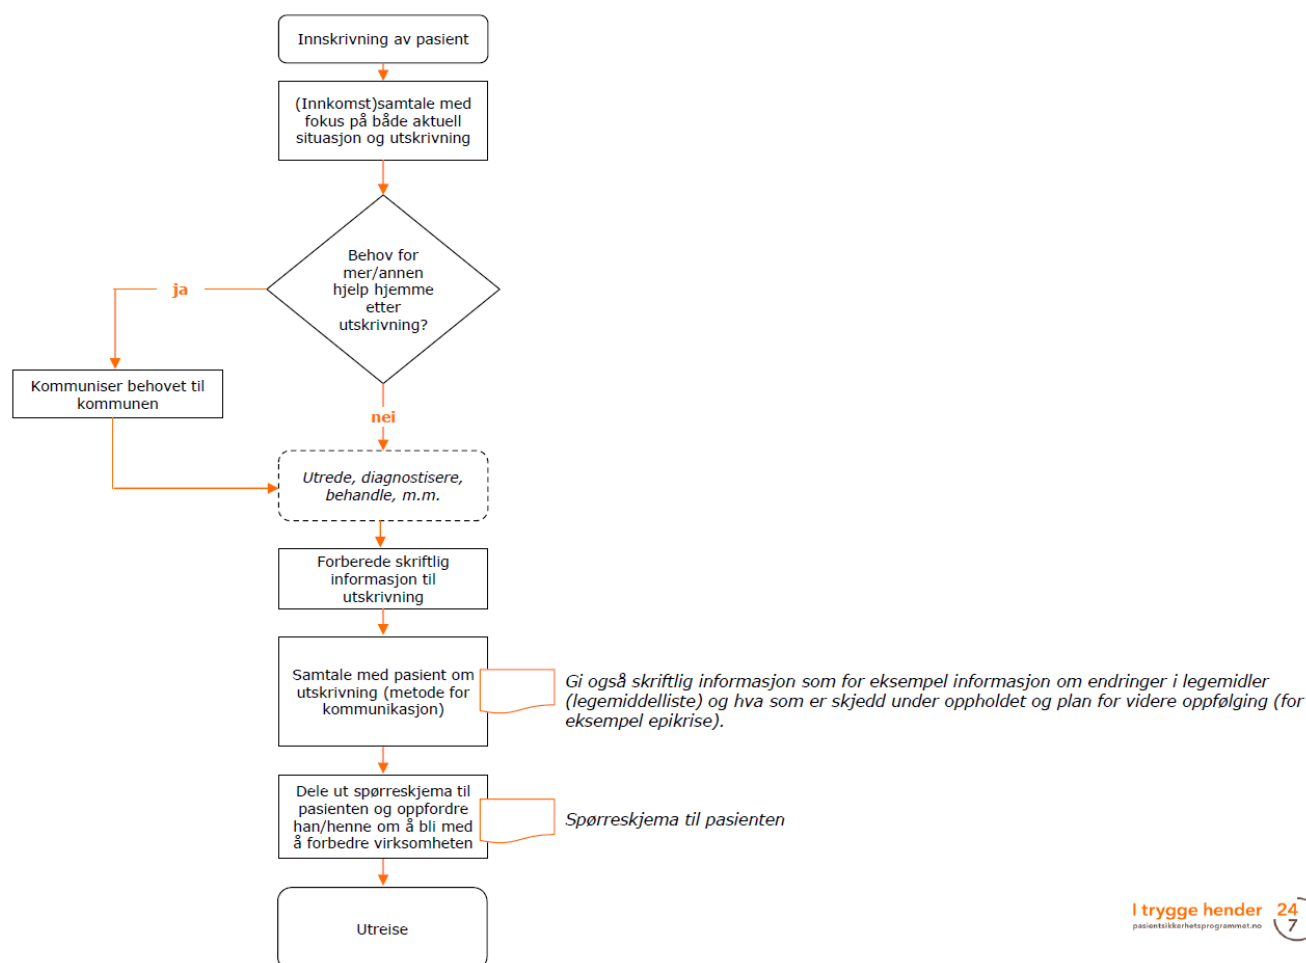 Innskrivning av pasient
(Innkomst)samtale med
fokus på både aktuell
situasjon og utskrivning
Behov for
mer/annen
hjelp hjemme
etter
utskrivning?
ja
Kommuniser behovet til
kommunen
nei
Utrede, diagnostisere,
behandle, m.m.
Forberede skriftlig
informasjon til
utskrivning
Samtale med pasient om
utskrivning (metode for
kommunikasjon)
Gi også skriftlig informasjon som for eksempel informasjon om endringer i legemidler
(legemiddelliste) og hva som er skjedd under oppholdet og plan for videre oppfølging (for
eksempel epikrise).
Dele ut spørreskjema til
pasienten og oppfordre
han/henne om å bli med
å forbedre virksomheten
Spørreskjema til pasienten
Utreise
I trygge hender 24
7
pasientsikkerhetsprogrammet.no